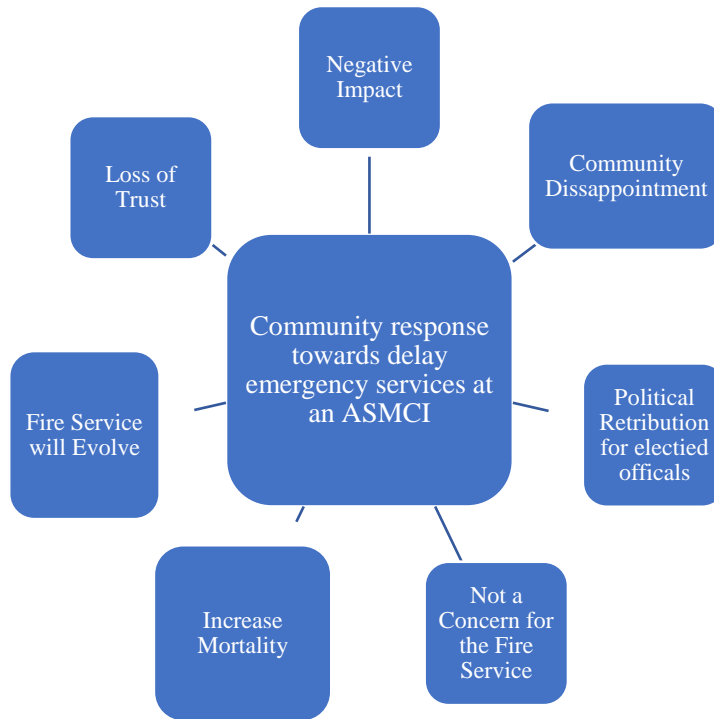 Negative
Impact
Community
Dissappointment
Loss of
Trust
Community response
towards delay
emergency services at
an ASMCI
Fire Service
will Evolve
Political
Retribution
for electied
officals
Increase
Mortality
Not a
Concern for
the Fire
Service